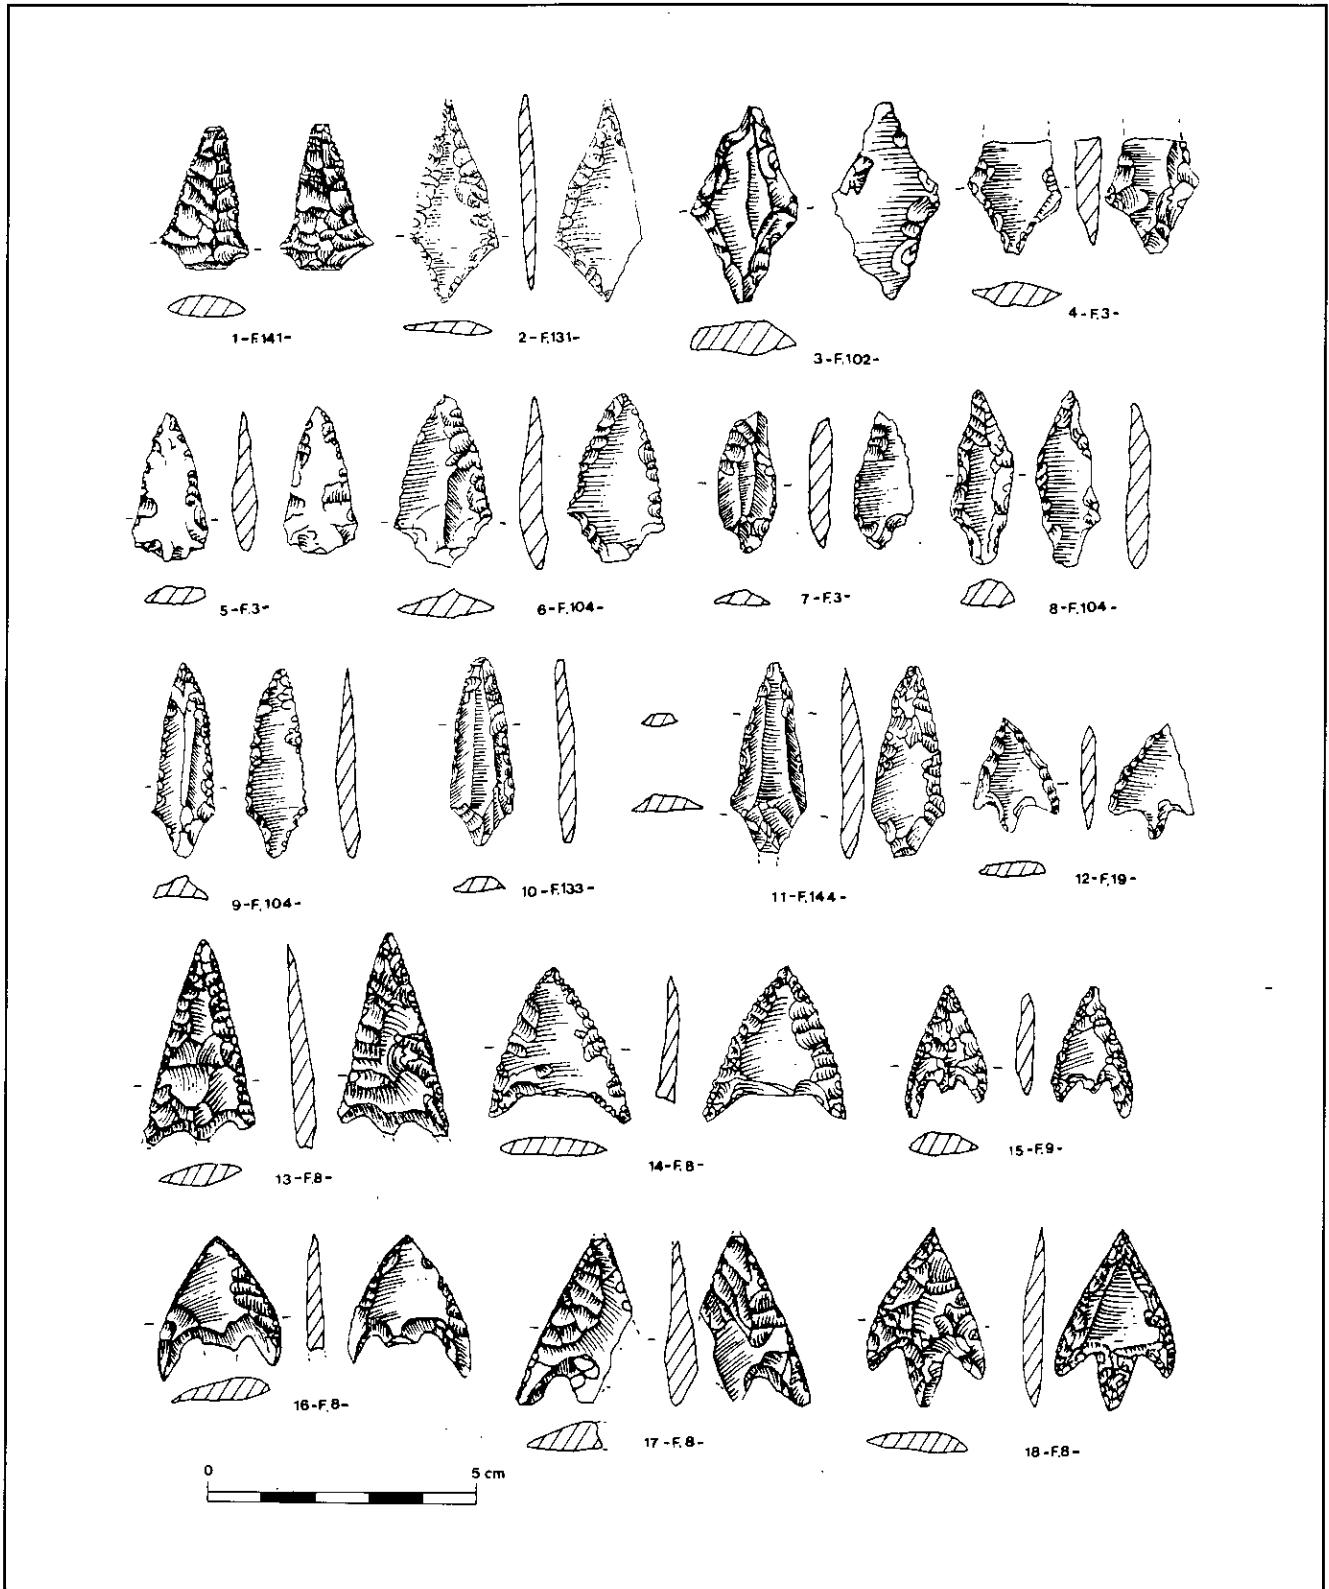 1-F.141-
2-F.131-
3-F.102-
4-F.3-
5-F.3-
6-F.104-
7-F.3-
8-F.104-
9-F.104-
10-F.133-
11-F.144-
12-F.19-
13-F.8-
14-F.8-
15-F.9-
16-F.8-
17-F.8-
18-F.8-
0 5 cm